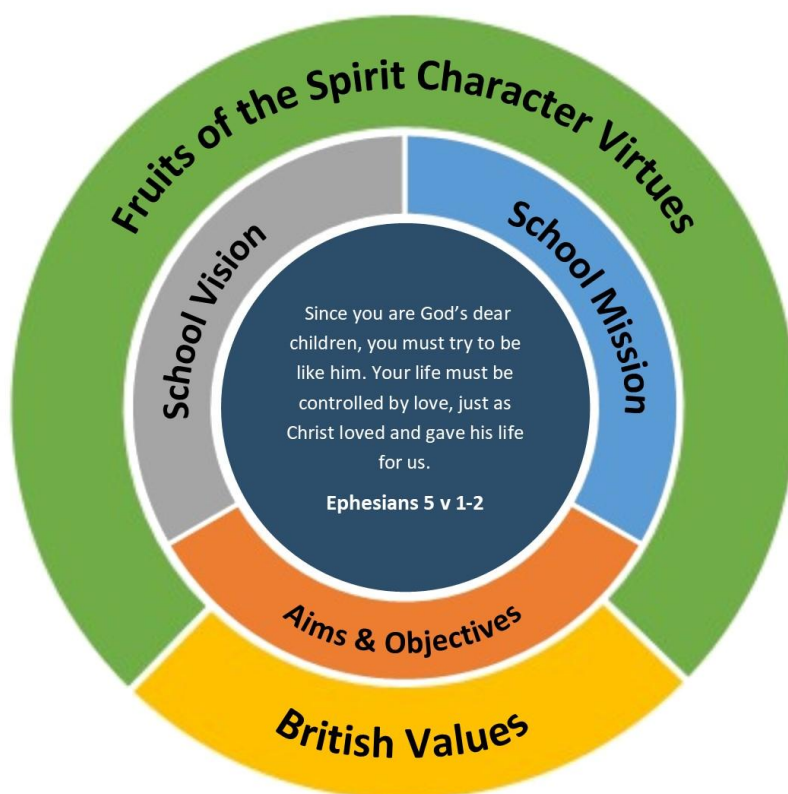 Fruits of the Spirit Character Virtues
School Vision
School Mission
Since you are God’s dear
children, you must try to be
like him. Your life must be
controlled by love, just as
Christ loved and gave his life
for us.
Ephesians 5 v 1-2
Aims & Objectives
British Values